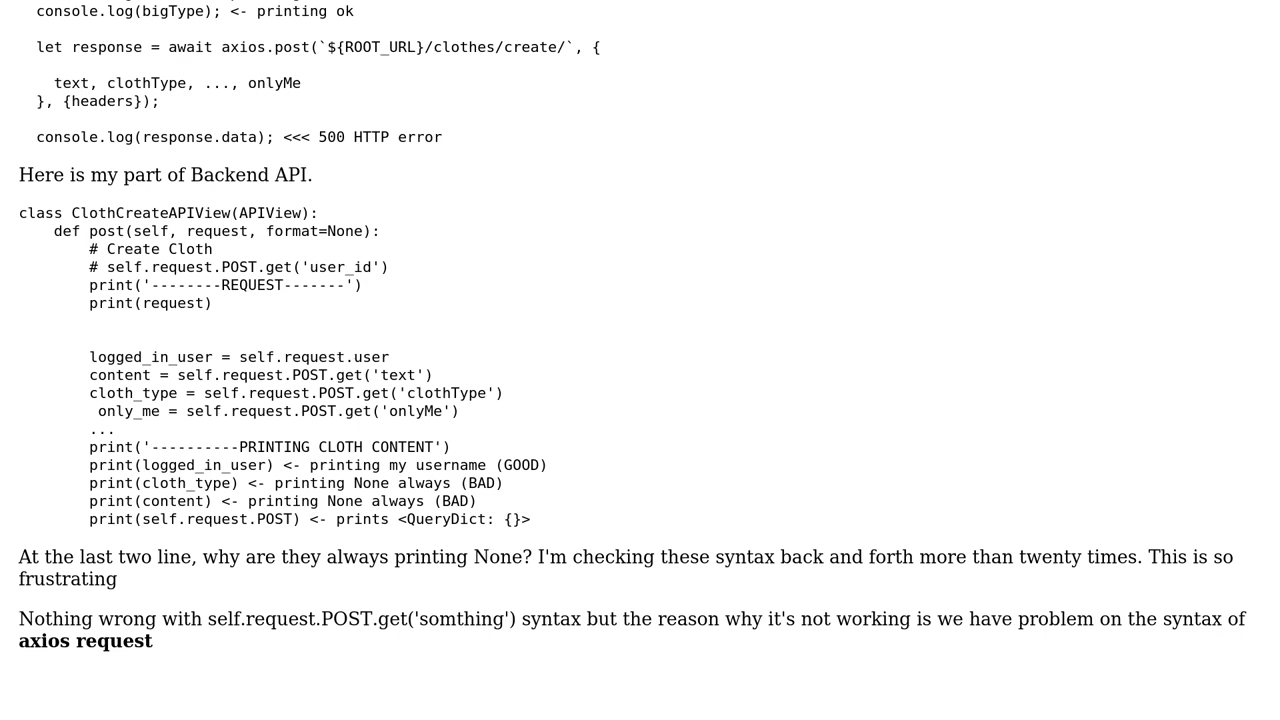 console.log(bigType); <- printing ok
let response = await axios.post(`${ROOT_URL}/clothes/create/`, {
text, clothType, ..., onlyMe
}, {headers});
console.log(response.data); <<< 500 HTTP error
Here is my part of Backend API.
class ClothCreateAPIView(APIView):
def post(self, request, format=None):
# Create Cloth
# self.request.POST.get('user_id')
print('--------REQUEST-------')
print(request)
logged_in_user = self.request.user
content = self.request.POST.get('text')
cloth_type = self.request.POST.get('clothType')
only_me = self.request.POST.get('onlyMe')
...
print('----------PRINTING CLOTH CONTENT')
print(logged_in_user) <- printing my username (GOOD)
print(cloth_type) <- printing None always (BAD)
print(content) <- printing None always (BAD)
print(self.request.POST) <- prints <QueryDict: {}>
At the last two line, why are they always printing None? I'm checking these syntax back and forth more than twenty times. This is so
frustrating
Nothing wrong with self.request.POST.get('somthing') syntax but the reason why it's not working is we have problem on the syntax of
axios request